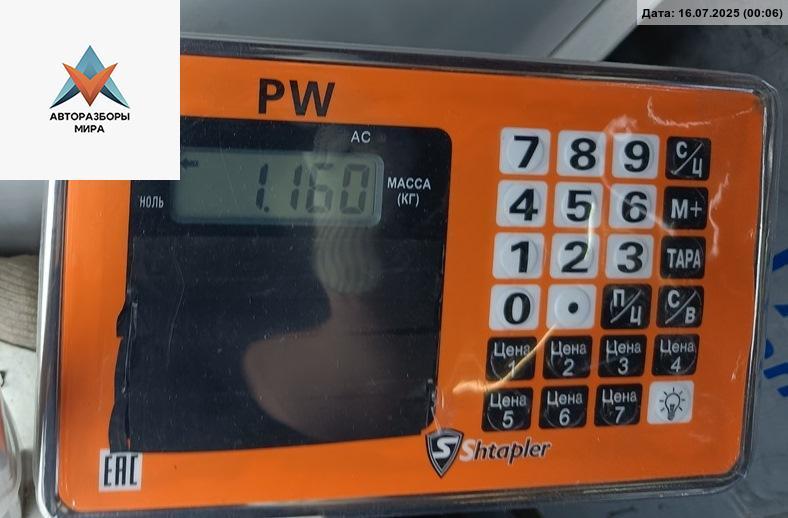 Дата: 16.07.2025 (00:06)
АВТОРАЗБОРЫ
МИРА
PW
AC
1.160
МАССА
(КГ)
НОЛЬ
7 8 9 С/Ц
4 5 6 М+
1 2 3 ТАРА
0 . П/Ц С/В
Цена 1 Цена 2 Цена 3 Цена 4
Цена 5 Цена 6 Цена 7
S Shtapler
EAC